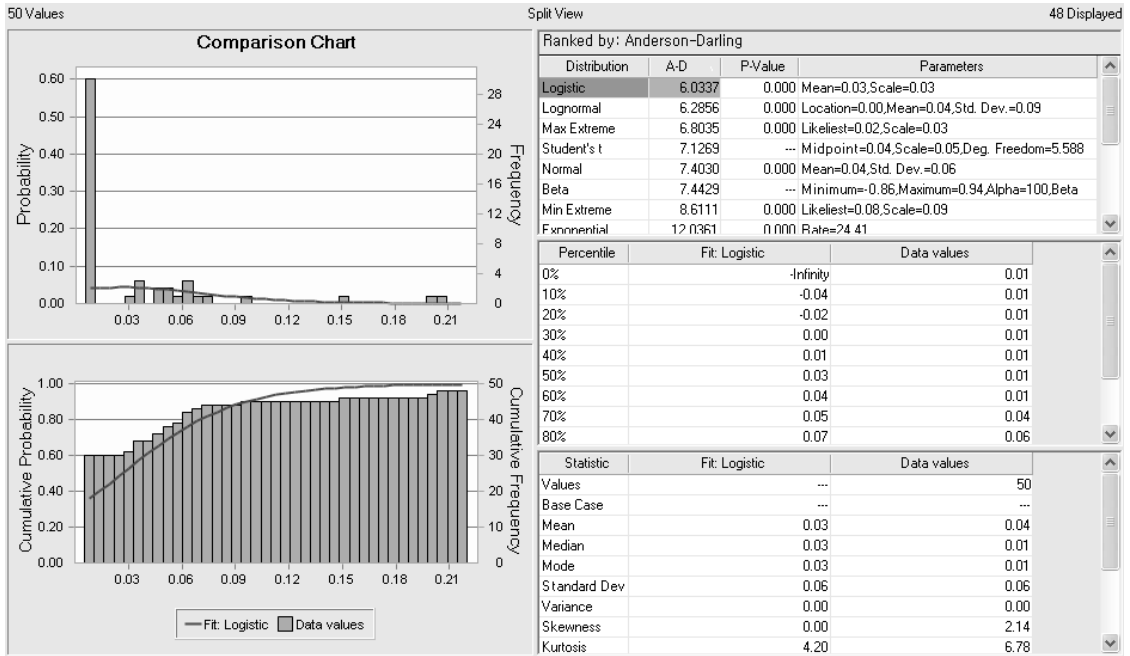 50 Values
Split View
48 Displayed
Comparison Chart
0.60
0.50
0.40
0.30
0.20
0.10
0.00
Probability
28
24
20
16
12
8
4
0
Frequency
0.03 0.06 0.09 0.12 0.15 0.18 0.21
1.00
0.80
0.60
0.40
0.20
0.00
Cumulative Probability
50
40
30
20
10
0
Cumulative Frequency
0.03 0.06 0.09 0.12 0.15 0.18 0.21
Fit: Logistic Data values
Ranked by: Anderson-Darling
Distribution A-D P-Value Parameters
Logistic 6.0337 0.000 Mean=0.03,Scale=0.03
Lognormal 6.2856 0.000 Location=0.00,Mean=0.04,Std. Dev.=0.09
Max Extreme 6.8035 0.000 Likeliest=0.02,Scale=0.03
Student's t 7.1269 --- Midpoint=0.04,Scale=0.05,Deg. Freedom=5.588
Normal 7.4030 0.000 Mean=0.04,Std. Dev.=0.06
Beta 7.4429 --- Minimum=-0.86,Maximum=0.94,Alpha=100,Beta
Min Extreme 8.6111 0.000 Likeliest=0.08,Scale=0.09
Exponential 12.0361 0.000 Rate=24.41
Percentile Fit: Logistic Data values
0% -Infinity 0.01
10% -0.04 0.01
20% -0.02 0.01
30% 0.00 0.01
40% 0.01 0.01
50% 0.03 0.01
60% 0.04 0.01
70% 0.05 0.04
80% 0.07 0.06
Statistic Fit: Logistic Data values
Values --- 50
Base Case --- ---
Mean 0.03 0.04
Median 0.03 0.01
Mode 0.03 0.01
Standard Dev 0.06 0.06
Variance 0.00 0.00
Skewness 0.00 2.14
Kurtosis 4.20 6.78